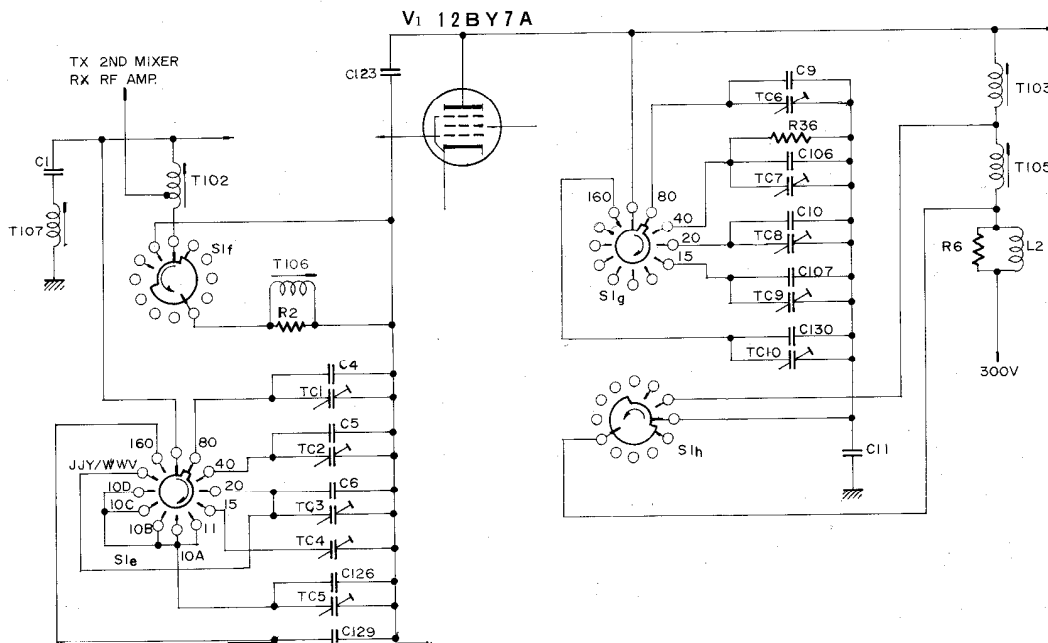 V1 12BY7A
TX 2ND MIXER
RX RF AMP.
C123
C1
T102
T107
S1f
T106
R2
C4
TC1
C5
TC2
C6
TC3
TC4
C126
TC5
C129
160
80
JJY/WWV
40
10D
20
10C
15
10B
11
10A
S1e
C9
TC6
R36
C106
TC7
C10
TC8
C107
TC9
C130
TC10
160
80
40
20
15
S1g
S1h
C11
T103
T105
R6
L2
300V